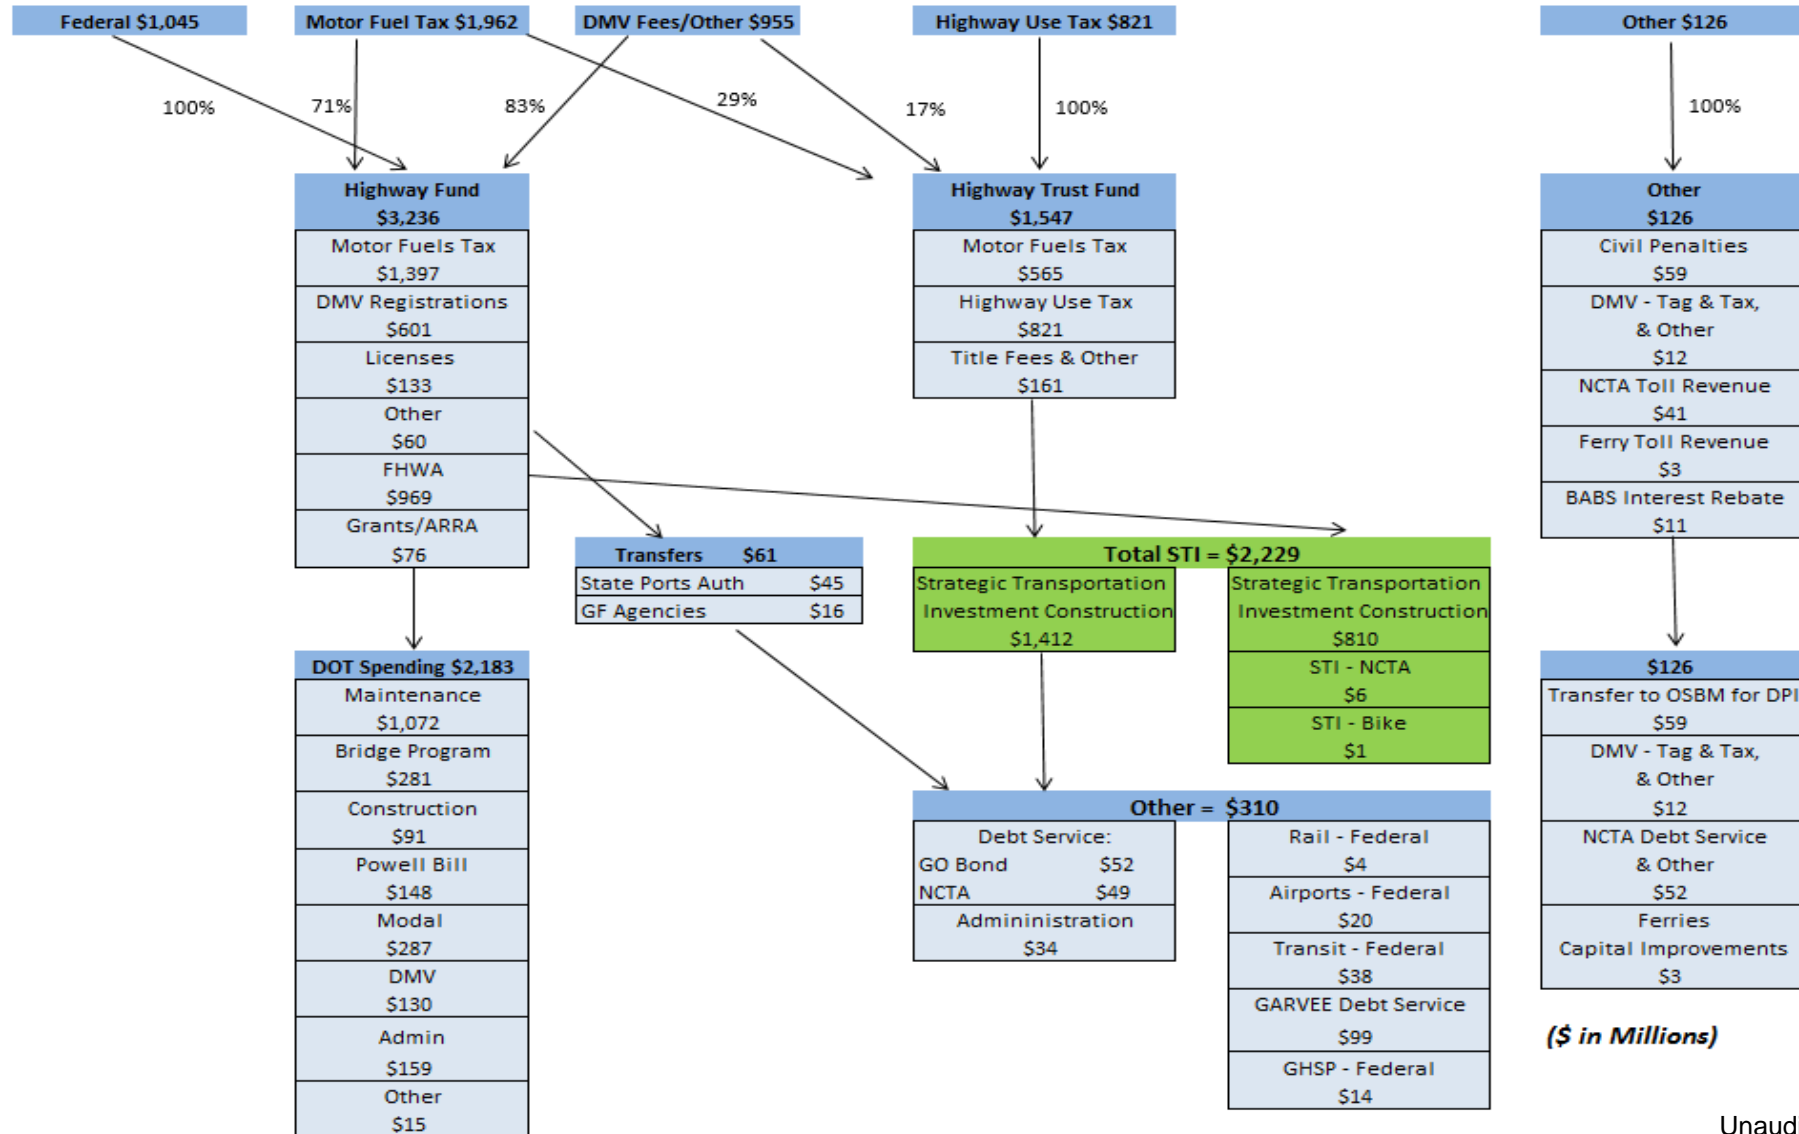 Federal $1,045
Motor Fuel Tax $1,962
DMV Fees/Other $955
Highway Use Tax $821
Other $126
100%
71%
83%
29%
17%
100%
100%
Highway Fund
$3,236
Motor Fuels Tax
$1,397
DMV Registrations
$601
Licenses
$133
Other
$60
FHWA
$969
Grants/ARRA
$76
Highway Trust Fund
$1,547
Motor Fuels Tax
$565
Highway Use Tax
$821
Title Fees & Other
$161
Other
$126
Civil Penalties
$59
DMV - Tag & Tax,
& Other
$12
NCTA Toll Revenue
$41
Ferry Toll Revenue
$3
BABS Interest Rebate
$11
Transfers $61
State Ports Auth $45
GF Agencies $16
Total STI = $2,229
Strategic Transportation
Investment Construction
$1,412
Strategic Transportation
Investment Construction
$810
STI - NCTA
$6
STI - Bike
$1
DOT Spending $2,183
Maintenance
$1,072
Bridge Program
$281
Construction
$91
Powell Bill
$148
Modal
$287
DMV
$130
Admin
$159
Other
$15
Other = $310
Debt Service:
GO Bond $52
NCTA $49
Admininistration
$34
Rail - Federal
$4
Airports - Federal
$20
Transit - Federal
$38
GARVEE Debt Service
$99
GHSP - Federal
$14
$126
Transfer to OSBM for DPI
$59
DMV - Tag & Tax,
& Other
$12
NCTA Debt Service
& Other
$52
Ferries
Capital Improvements
$3
($ in Millions)
Unaud